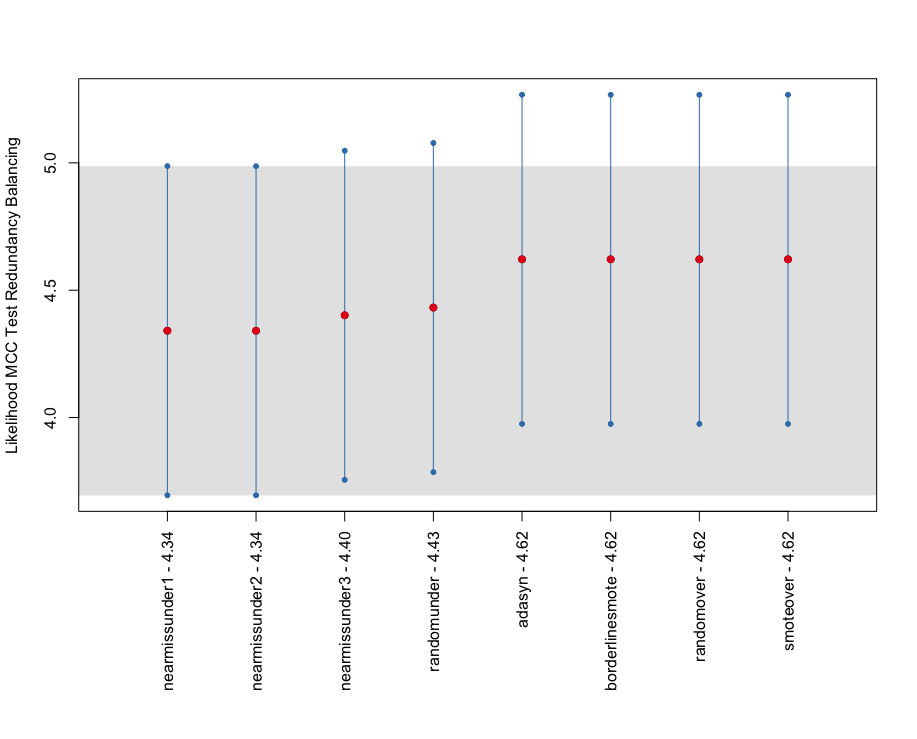 Likelihood MCC Test Redundancy Balancing
5.0
4.5
4.0
nearmissunder1 - 4.34
nearmissunder2 - 4.34
nearmissunder3 - 4.40
randomunder - 4.43
adasyn - 4.62
borderlinesmote - 4.62
randomover - 4.62
smoteover - 4.62